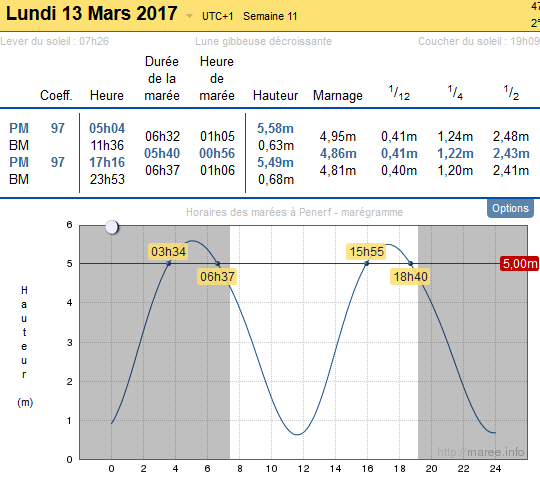 Lundi 13 Mars 2017 UTC+1 Semaine 11
Lever du soleil : 07h26 Lune gibbeuse décroissante Coucher du soleil : 19h09
Durée Heure
de la de
Coeff. Heure marée marée Hauteur Marnage 1/12 1/4 1/2
PM 97 05h04 5,58m
06h32 01h05 4,95m 0,41m 1,24m 2,48m
BM 11h36 0,63m
05h40 00h56 4,86m 0,41m 1,22m 2,43m
PM 97 17h16 5,49m
06h37 01h06 4,81m 0,40m 1,20m 2,41m
BM 23h53 0,68m
Horaires des marées à Penerf - marégramme
Options
6
5
4
3
2
1
0
Hauteur
(m)
03h34
06h37
15h55
18h40
5,00m
http://maree.info
0 2 4 6 8 10 12 14 16 18 20 22 24